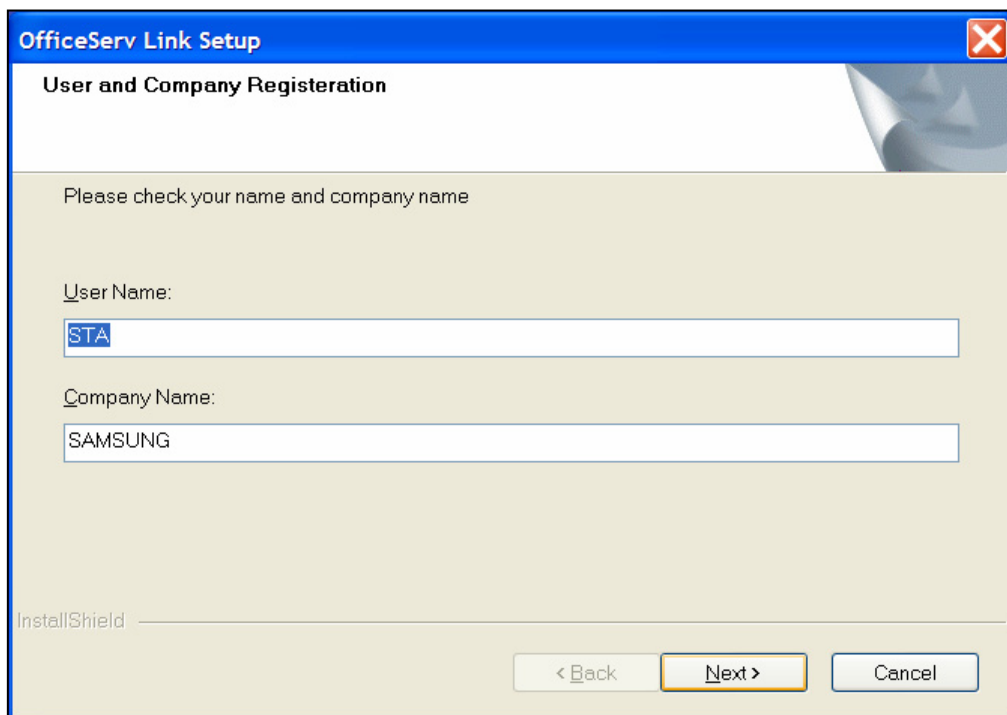 OfficeServ Link Setup
User and Company Registeration
Please check your name and company name
User Name:
STA
Company Name:
SAMSUNG
InstallShield
< Back Next > Cancel